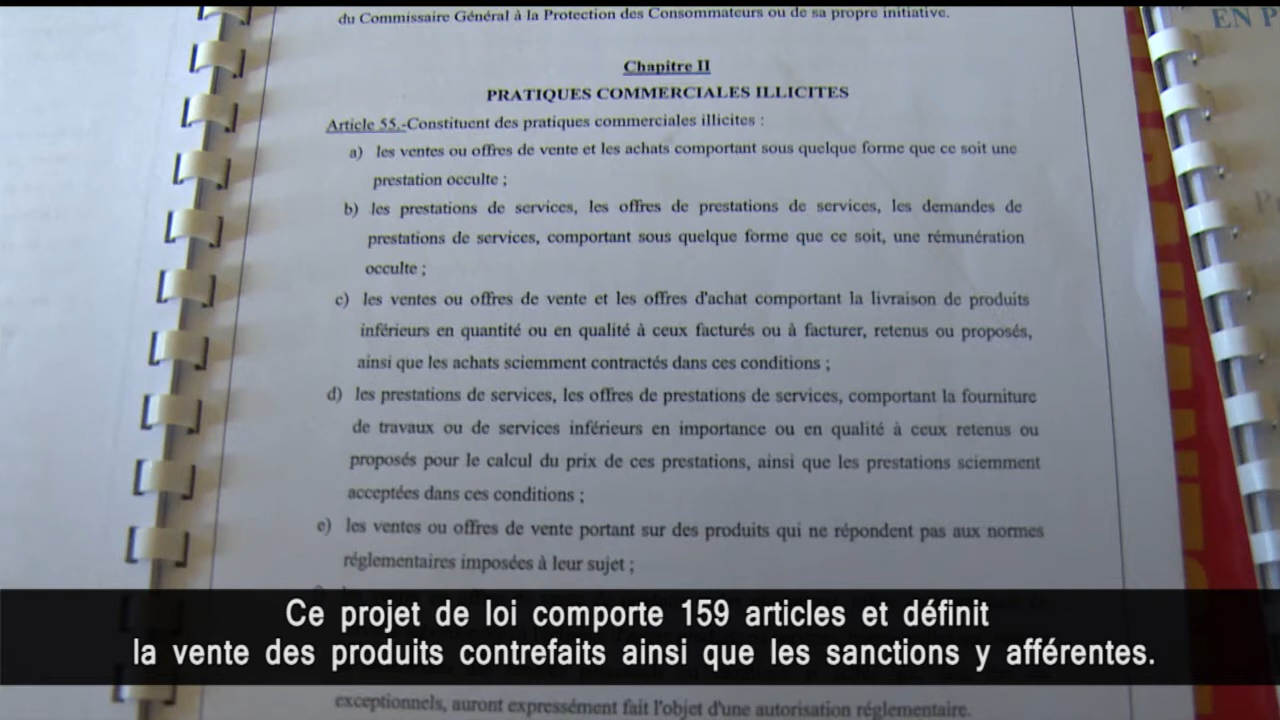 du Commissaire Général à la Protection des Consommateurs ou de sa propre initiative.
EN P
Chapitre II
PRATIQUES COMMERCIALES ILLICITES
Article 55.-Constituent des pratiques commerciales illicites :
a) les ventes ou offres de vente et les achats comportant sous quelque forme que ce soit une
prestation occulte ;
b) les prestations de services, les offres de prestations de services, les demandes de
prestations de services, comportant sous quelque forme que ce soit, une rémunération
occulte ;
c) les ventes ou offres de vente et les offres d'achat comportant la livraison de produits
inférieurs en quantité ou en qualité à ceux facturés ou à facturer, retenus ou proposés,
ainsi que les achats sciemment contractés dans ces conditions ;
d) les prestations de services, les offres de prestations de services, comportant la fourniture
de travaux ou de services inférieurs en importance ou en qualité à ceux retenus ou
proposés pour le calcul du prix de ces prestations, ainsi que les prestations sciemment
acceptées dans ces conditions ;
e) les ventes ou offres de vente portant sur des produits qui ne répondent pas aux normes
réglementaires imposées à leur sujet ;
Ce projet de loi comporte 159 articles et définit
la vente des produits contrefaits ainsi que les sanctions y afférentes.
exceptionnels, auront expressément fait l'objet d'une autorisation réglementaire.